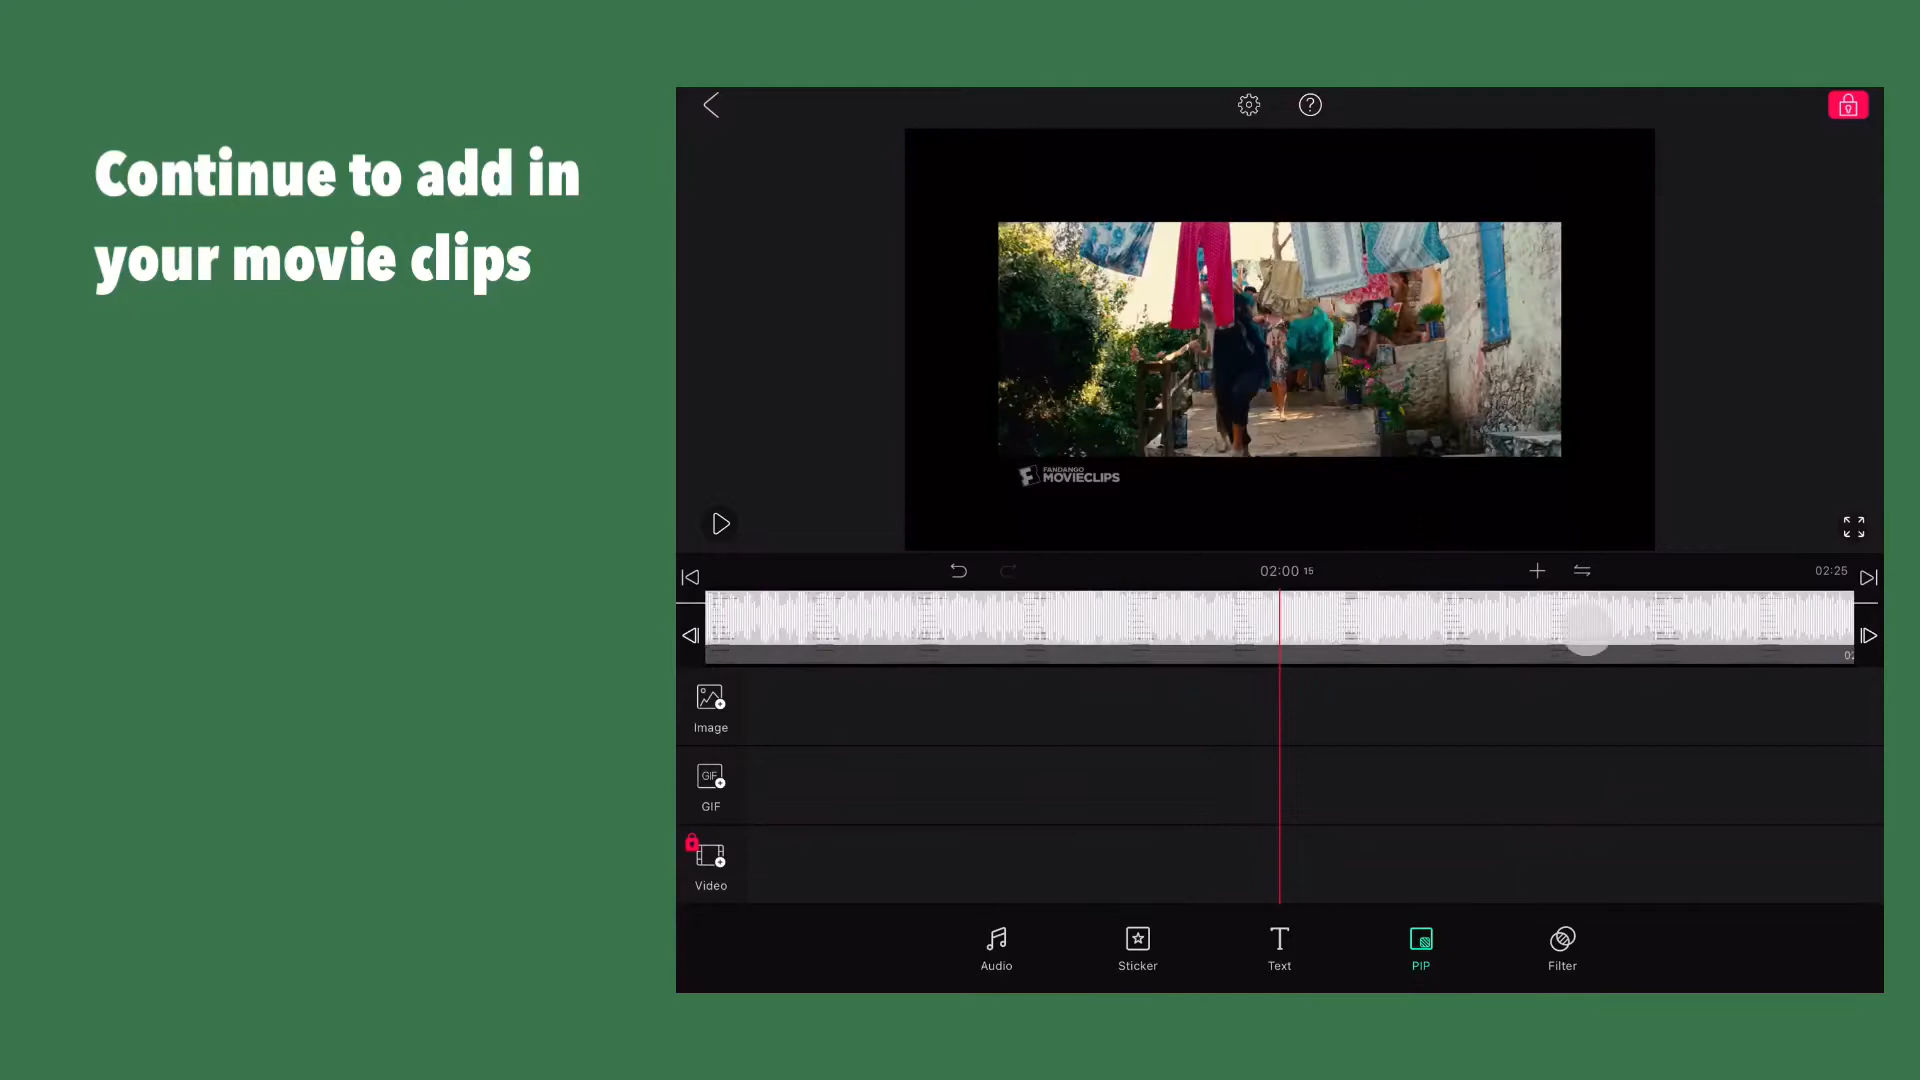 Continue to add in
your movie clips
FANDANGO
MOVIECLIPS
02:00 15
02:25
Image
GIF
GIF
Video
Audio
Sticker
Text
PIP
Filter